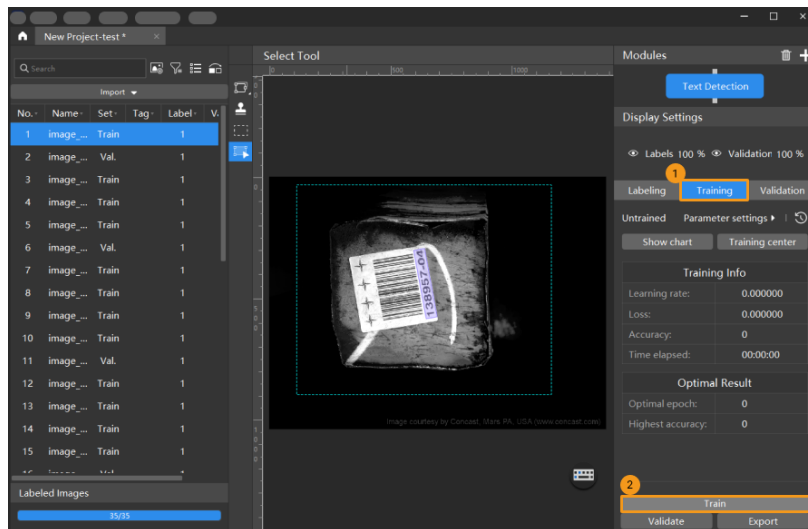 New Project-test *
Select Tool
Modules
Search
Import
Text Detection
No. Name Set Tag Label V.
Display Settings
1 image_... Train 1
2 image_... Val. 1
3 image_... Train 1
4 image_... Train 1
5 image_... Train 1
6 image_... Val. 1
7 image_... Train 1
8 image_... Train 1
9 image_... Train 1
10 image_... Train 1
11 image_... Val. 1
12 image_... Train 1
13 image_... Train 1
14 image_... Train 1
15 image_... Train 1
Labeled Images
35/35
0 500 1000
138957-04
image courtesy by Concast, Mars PA, USA (www.concast.com)
Labels 100 % Validation 100 %
1
Labeling Training Validation
Untrained Parameter settings
Show chart Training center
Training Info
Learning rate: 0.000000
Loss: 0.000000
Accuracy: 0
Time elapsed: 00:00:00
Optimal Result
Optimal epoch: 0
Highest accuracy: 0
2
Train
Validate Export